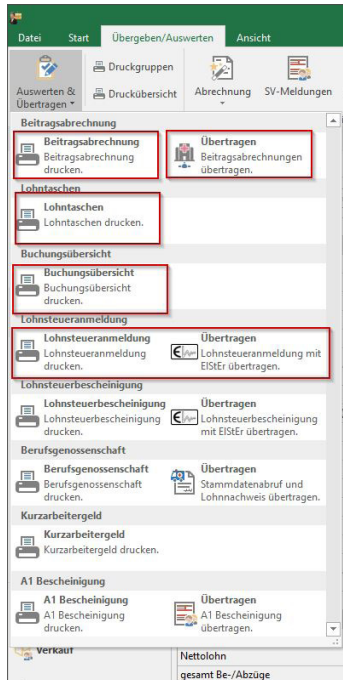 Datei Start Übergeben/Auswerten Ansicht
Auswerten &
Übertragen
Druckgruppen
Druckübersicht
Abrechnung
SV-Meldungen
Beitragsabrechnung
Beitragsabrechnung
Beitragsabrechnung
drucken.
Übertragen
Beitragsabrechnungen
übertragen.
Lohntaschen
Lohntaschen
Lohntaschen drucken.
Buchungsübersicht
Buchungsübersicht
Buchungsübersicht
drucken.
Lohnsteueranmeldung
Lohnsteueranmeldung
Lohnsteueranmeldung
drucken.
Übertragen
Lohnsteueranmeldung mit
ElStEr übertragen.
Lohnsteuerbescheinigung
Lohnsteuerbescheinigung
Lohnsteuerbescheinigung
drucken.
Übertragen
Lohnsteuerbescheinigung
mit ElStEr übertragen.
Berufsgenossenschaft
Berufsgenossenschaft
Berufsgenossenschaft
drucken.
Übertragen
Stammdatenabruf und
Lohnnachweis übertragen.
Kurzarbeitergeld
Kurzarbeitergeld
Kurzarbeitergeld drucken.
A1 Bescheinigung
A1 Bescheinigung
A1 Bescheinigung
drucken.
Übertragen
A1 Bescheinigung
übertragen.
Verkauf
Nettolohn
gesamt Be-/Abzüge